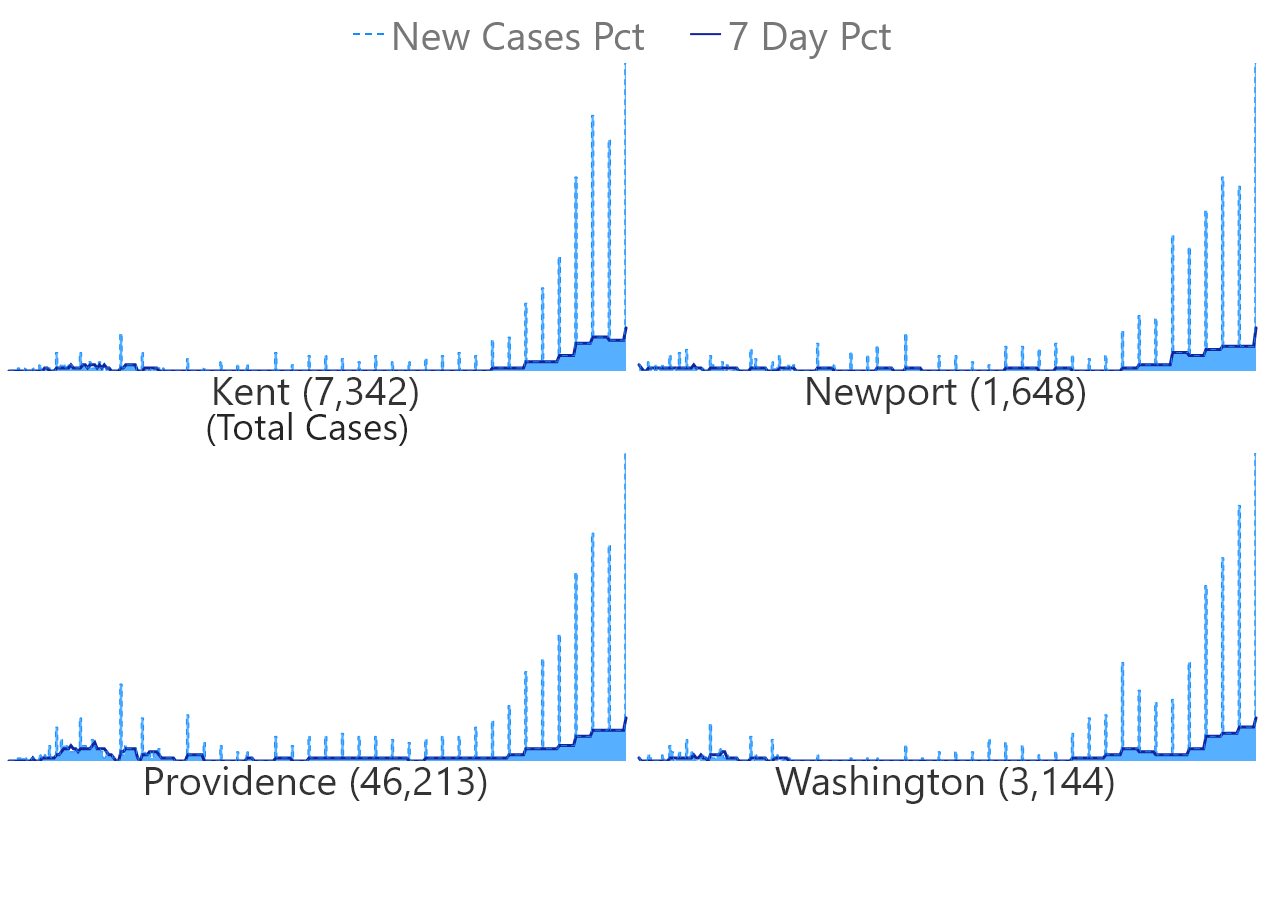 New Cases Pct 7 Day Pct
Kent (7,342)
(Total Cases)
Newport (1,648)
Providence (46,213)
Washington (3,144)